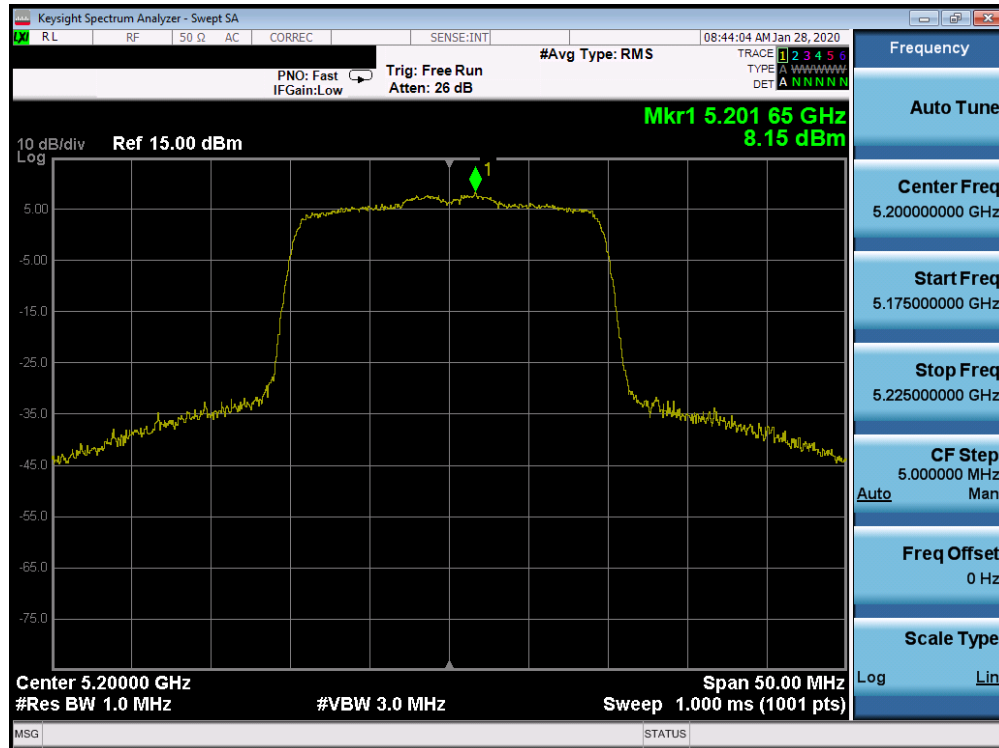 Keysight Spectrum Analyzer - Swept SA
LXI RL RF 50 Ω AC CORREC SENSE:INT 08:44:04 AM Jan 28, 2020
#Avg Type: RMS TRACE 1 2 3 4 5 6
PNO: Fast Trig: Free Run TYPE A WWWWW
IFGain:Low Atten: 26 dB DET A N N N N N
Mkr1 5.201 65 GHz
8.15 dBm
10 dB/div Ref 15.00 dBm
Log
1
5.00
-5.00
-15.0
-25.0
-35.0
-45.0
-55.0
-65.0
-75.0
Center 5.20000 GHz Span 50.00 MHz
#Res BW 1.0 MHz #VBW 3.0 MHz Sweep 1.000 ms (1001 pts)
MSG STATUS
Frequency
Auto Tune
Center Freq
5.200000000 GHz
Start Freq
5.175000000 GHz
Stop Freq
5.225000000 GHz
CF Step
5.000000 MHz
Auto Man
Freq Offset
0 Hz
Scale Type
Log Lin